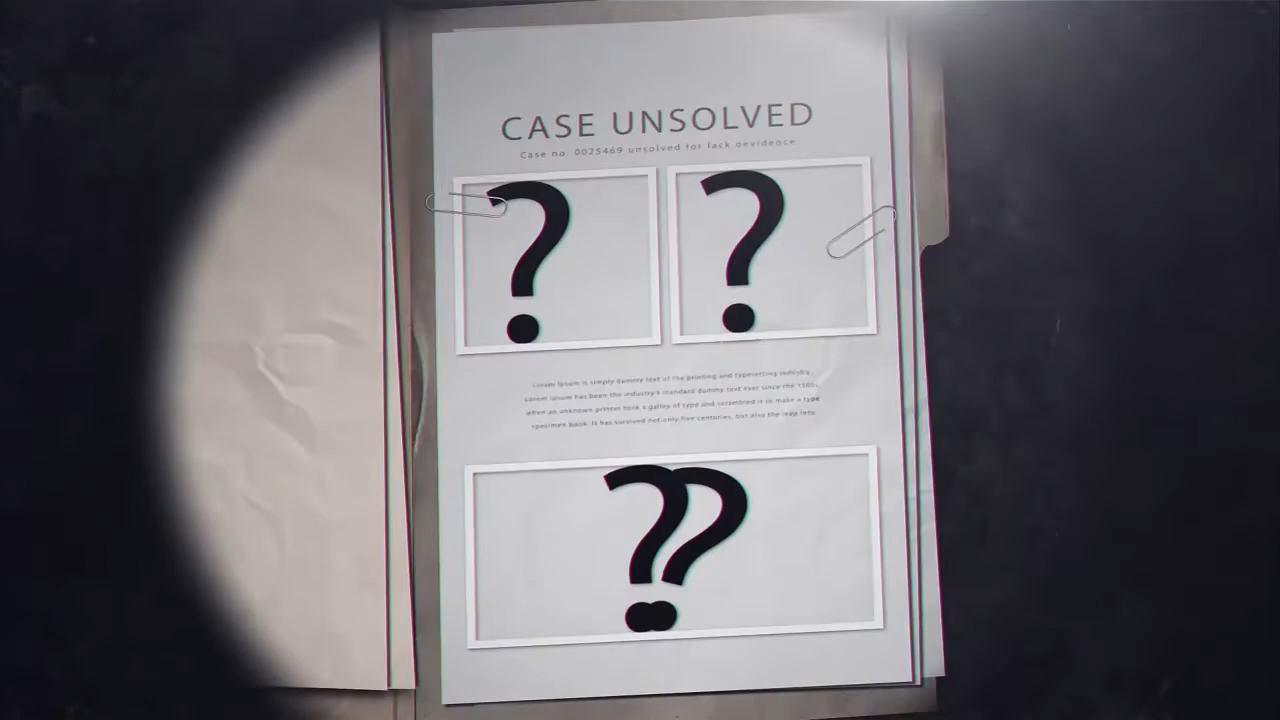 CASE UNSOLVED
Case no. 0025469 unsolved for lack oevidence
?
?
Lorem Ipsum is simply dummy text of the printing and typesetting industry.
Lorem Ipsum has been the industry's standard dummy text ever since the 1500s,
when an unknown printer took a galley of type and scrambled it to make a type
specimen book. It has survived not only five centuries, but also the leap into
??